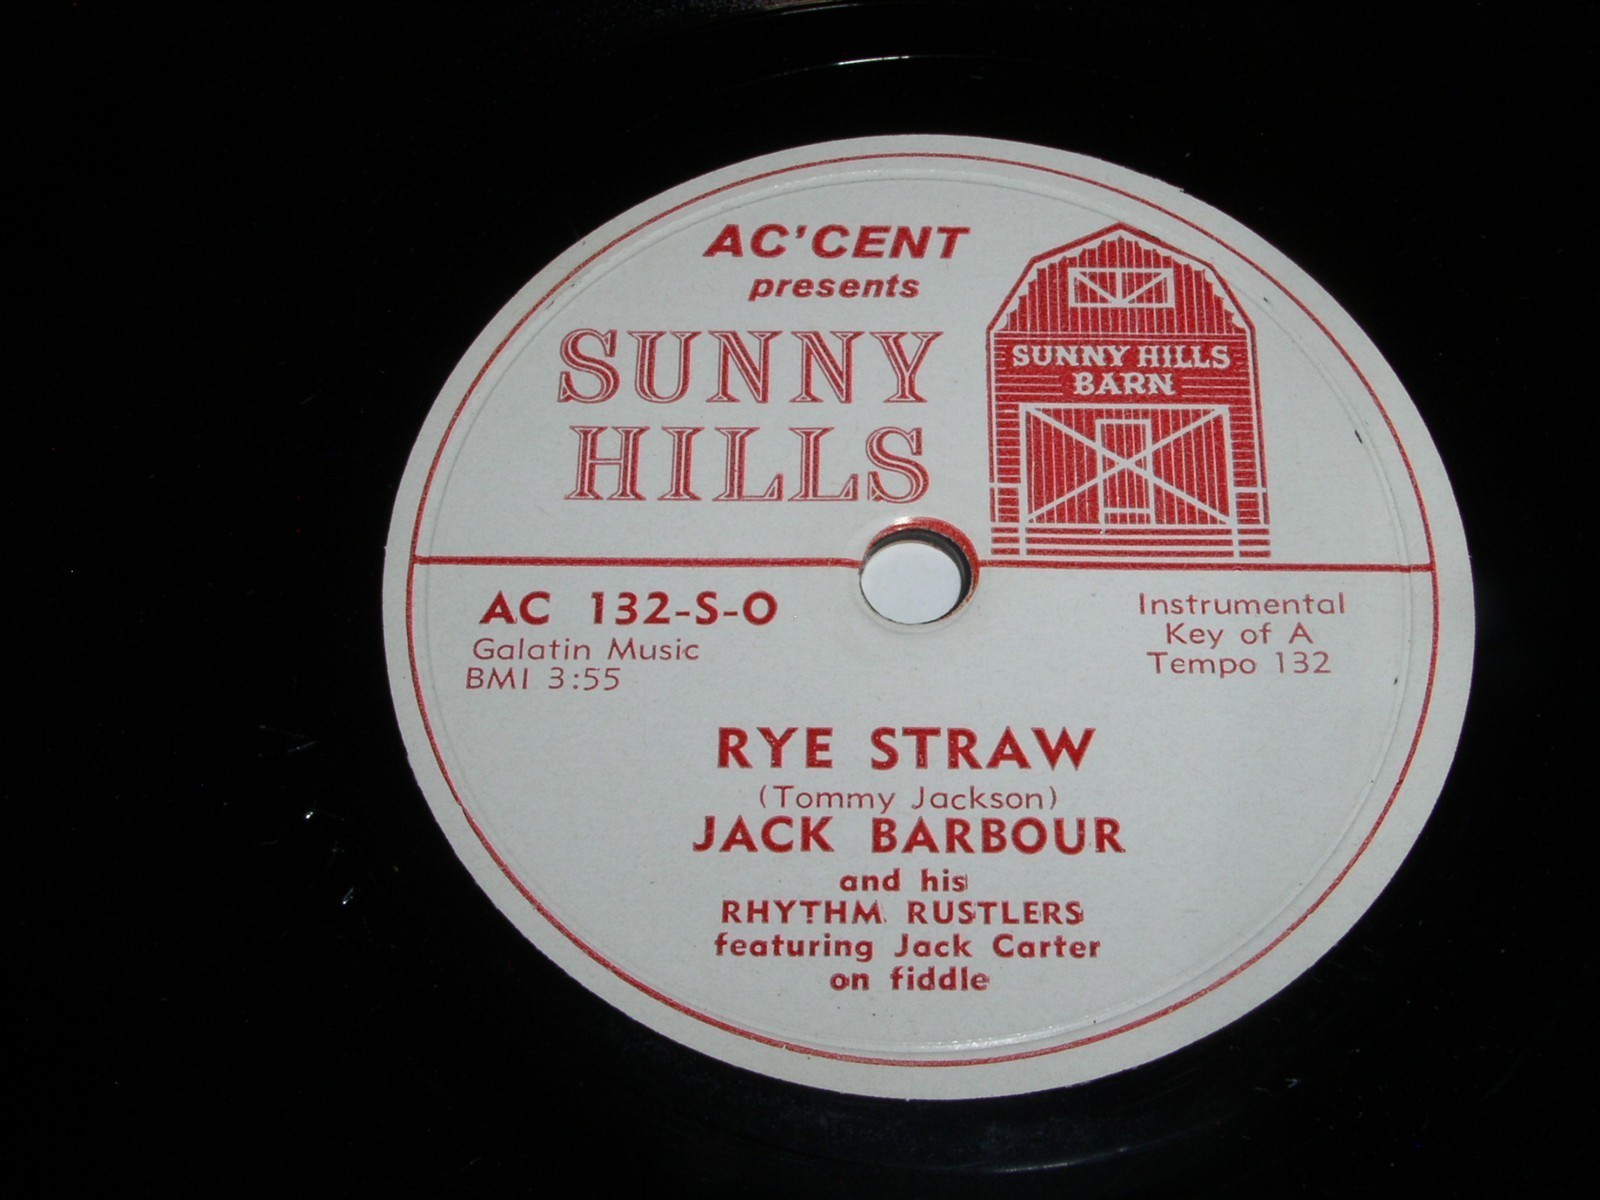 AC'CENT
presents
SUNNY
HILLS
SUNNY HILLS
BARN
AC 132-S-O
Galatin Music
BMI 3:55
Instrumental
Key of A
Tempo 132
RYE STRAW
(Tommy Jackson)
JACK BARBOUR
and his
RHYTHM RUSTLERS
featuring Jack Carter
on fiddle